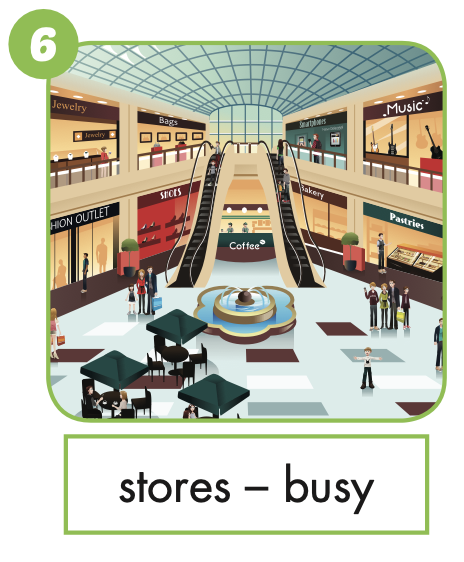 6
Jewelry
Jewelry
Bags
Smartphones
Music
HION OUTLET
SHOES
Bakery
Pastries
Coffee
stores – busy